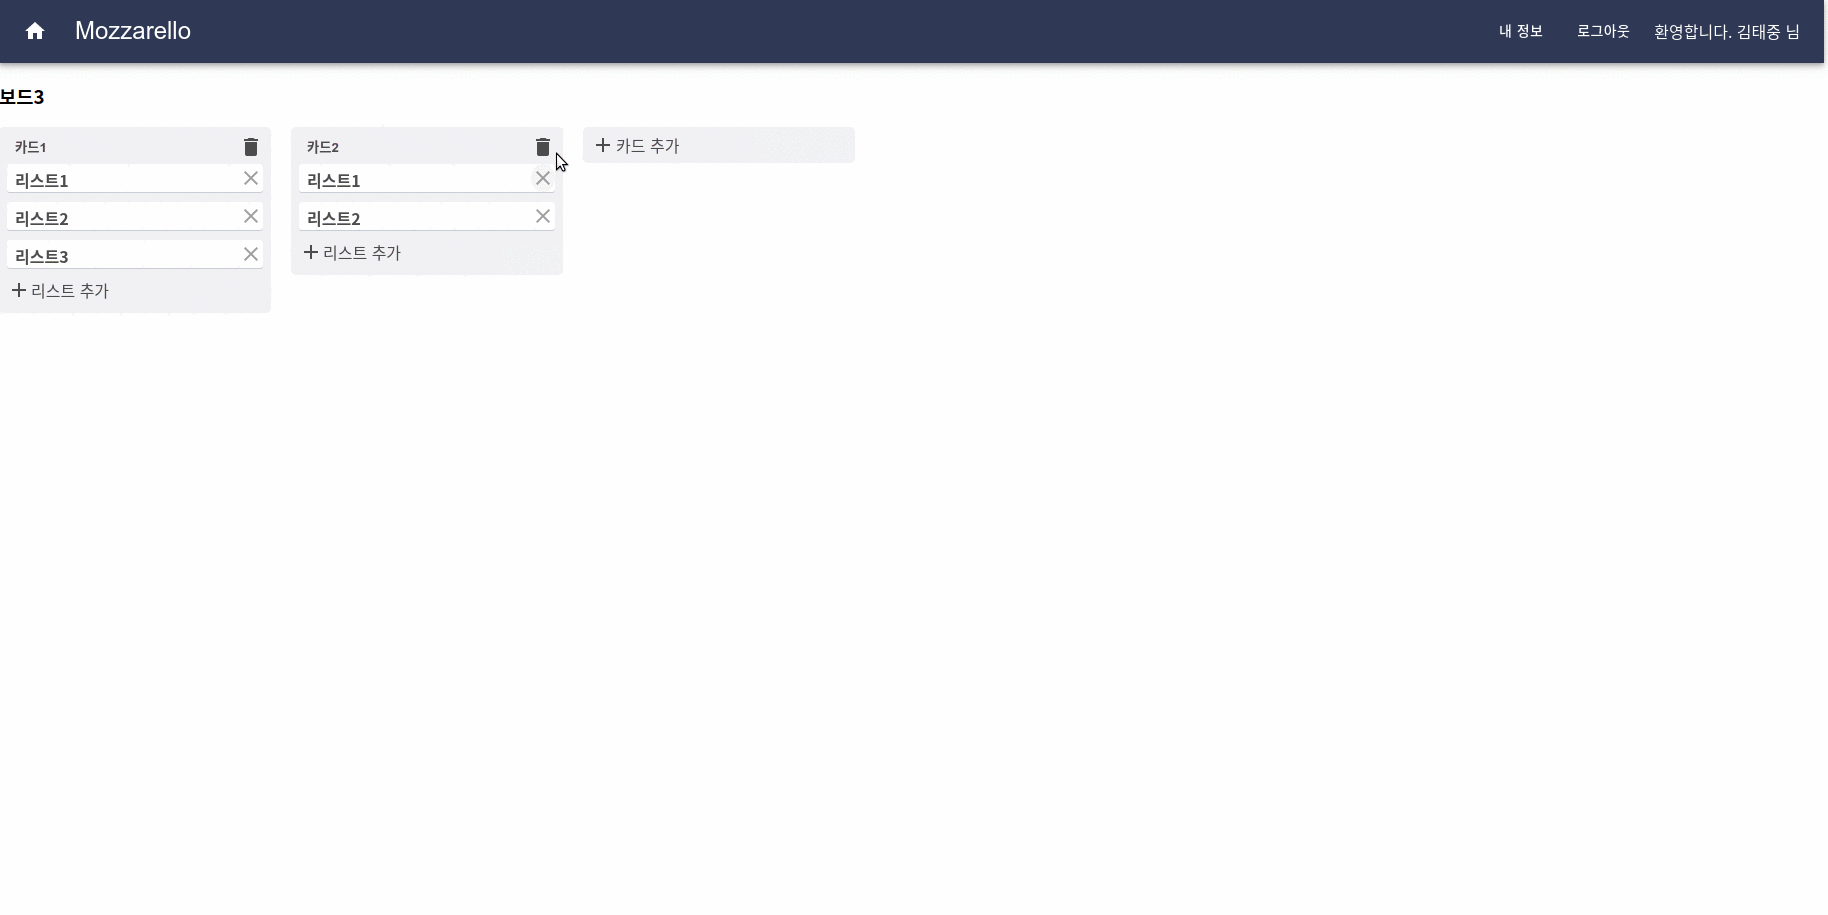 Mozzarello
내 정보
로그아웃
환영합니다. 김태중 님
보드3
카드1
리스트1
리스트2
리스트3
리스트 추가
카드2
리스트1
리스트2
리스트 추가
카드 추가